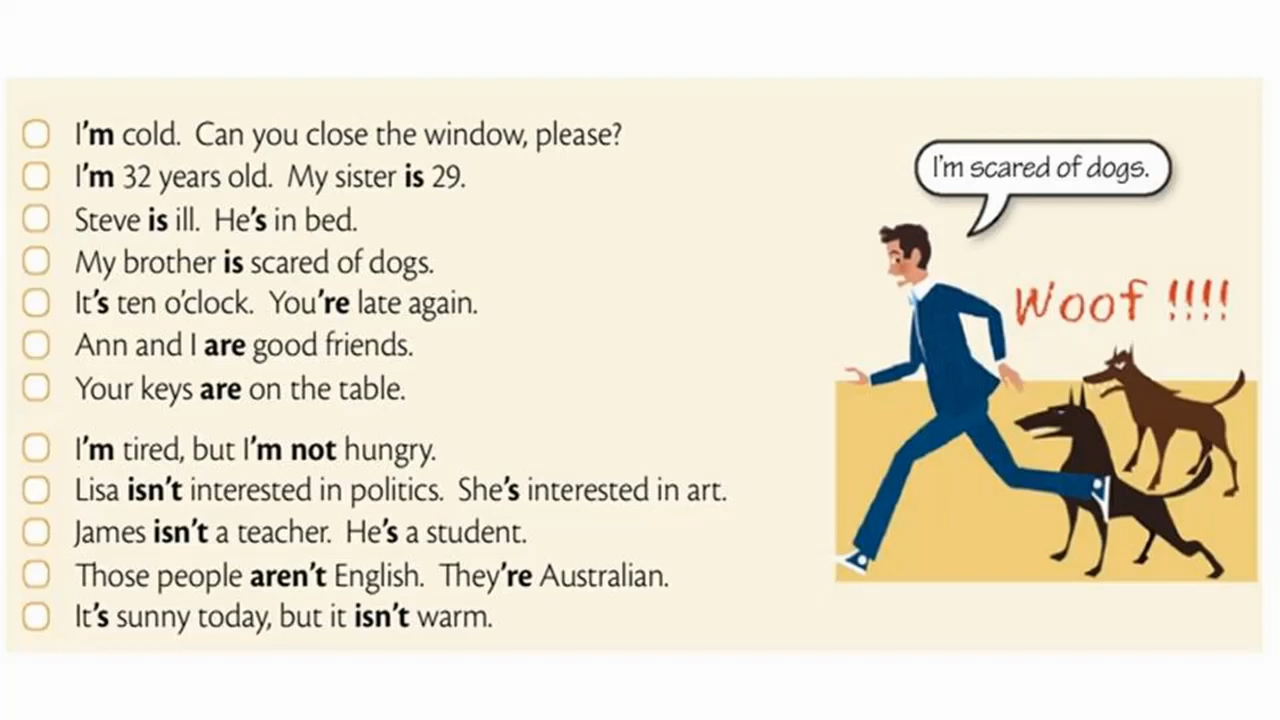 I'm cold. Can you close the window, please?
I'm 32 years old. My sister is 29.
Steve is ill. He's in bed.
My brother is scared of dogs.
It's ten o'clock. You're late again.
Ann and I are good friends.
Your keys are on the table.
I'm tired, but I'm not hungry.
Lisa isn't interested in politics. She's interested in art.
James isn't a teacher. He's a student.
Those people aren't English. They're Australian.
It's sunny today, but it isn't warm.
I'm scared of dogs.
Woof !!!!